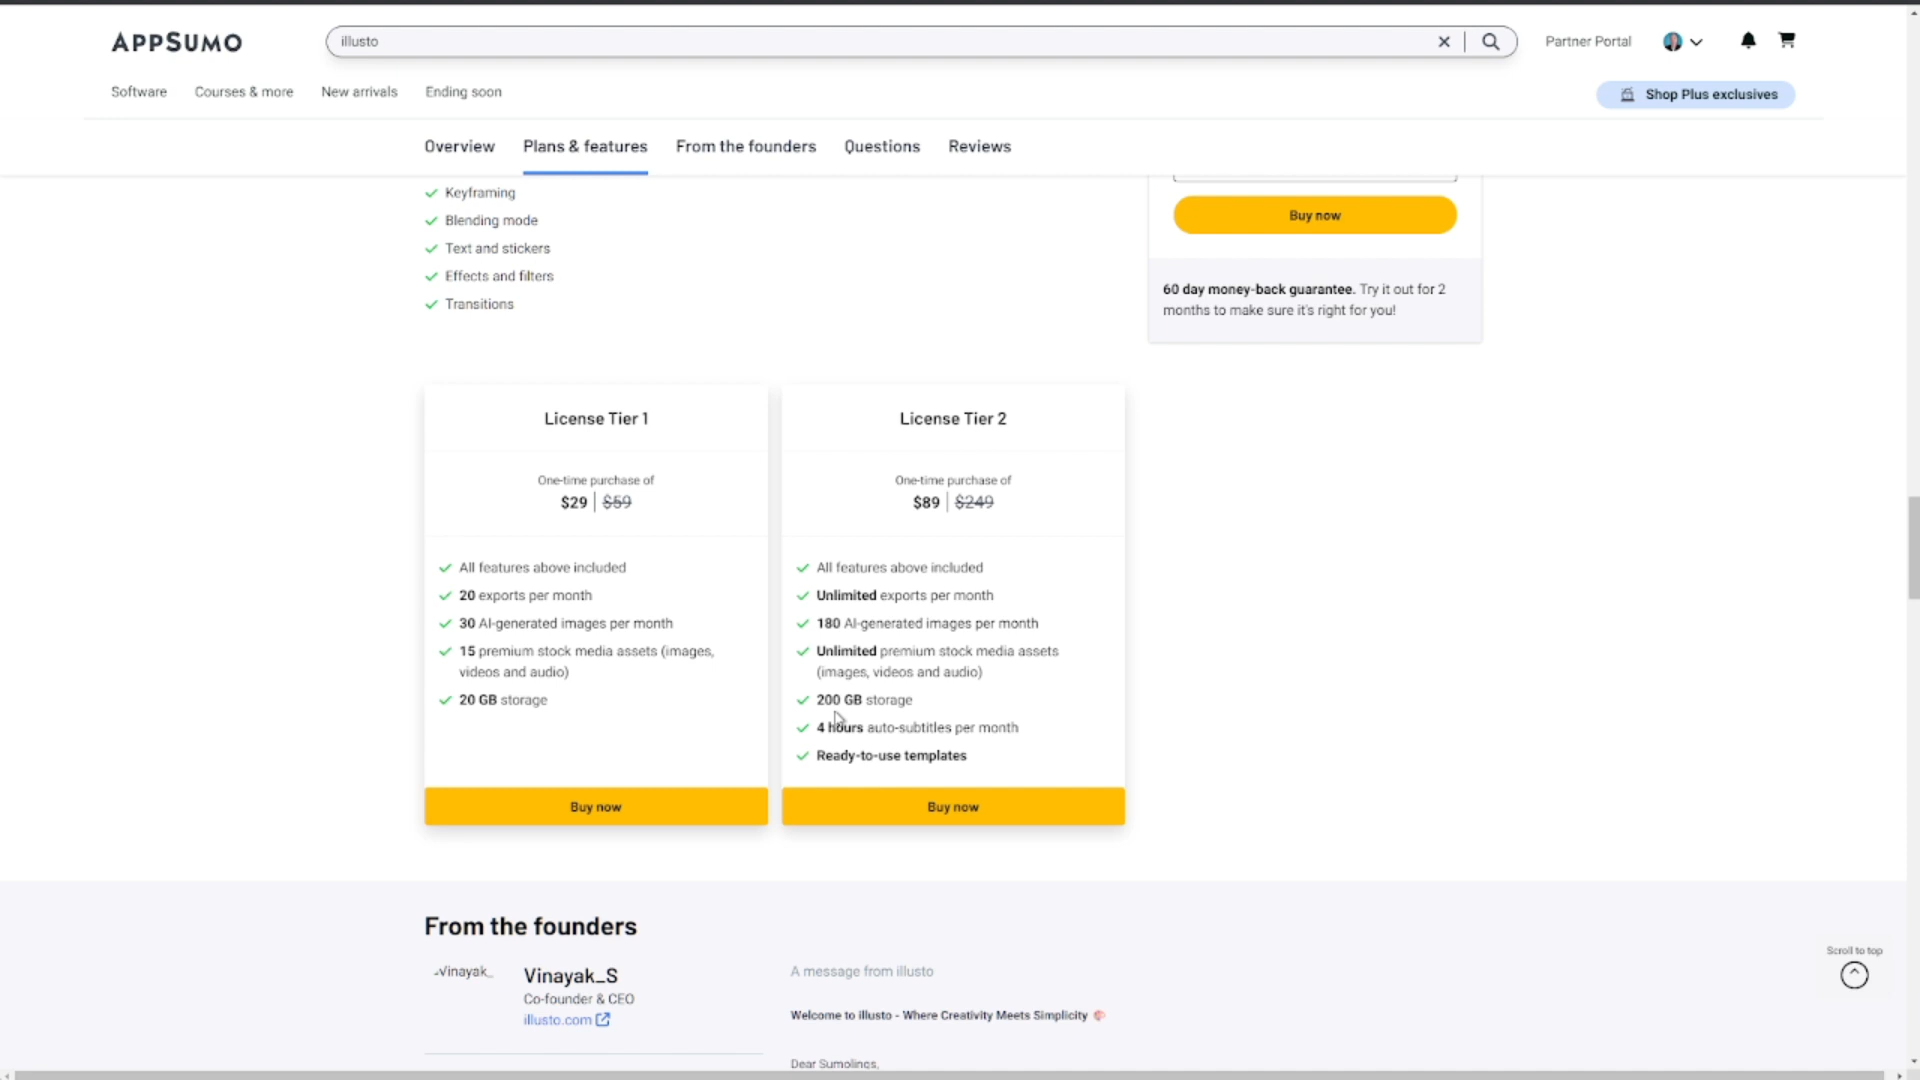 APPSUMO
illusto
Partner Portal
Software
Courses & more
New arrivals
Ending soon
Shop Plus exclusives
Overview
Plans & features
From the founders
Questions
Reviews
Keyframing
Blending mode
Text and stickers
Effects and filters
Transitions
Buy now
60 day money-back guarantee. Try it out for 2
months to make sure it's right for you!
License Tier 1
One-time purchase of
$29 | $59
All features above included
20 exports per month
30 AI-generated images per month
15 premium stock media assets (images,
videos and audio)
20 GB storage
Buy now
License Tier 2
One-time purchase of
$89 | $249
All features above included
Unlimited exports per month
180 AI-generated images per month
Unlimited premium stock media assets
(images, videos and audio)
200 GB storage
4 hours auto-subtitles per month
Ready-to-use templates
Buy now
From the founders
-Vinayak_
Vinayak_S
Co-founder & CEO
illusto.com
A message from illusto
Welcome to illusto - Where Creativity Meets Simplicity
Dear Sumolings,
Scroll to top